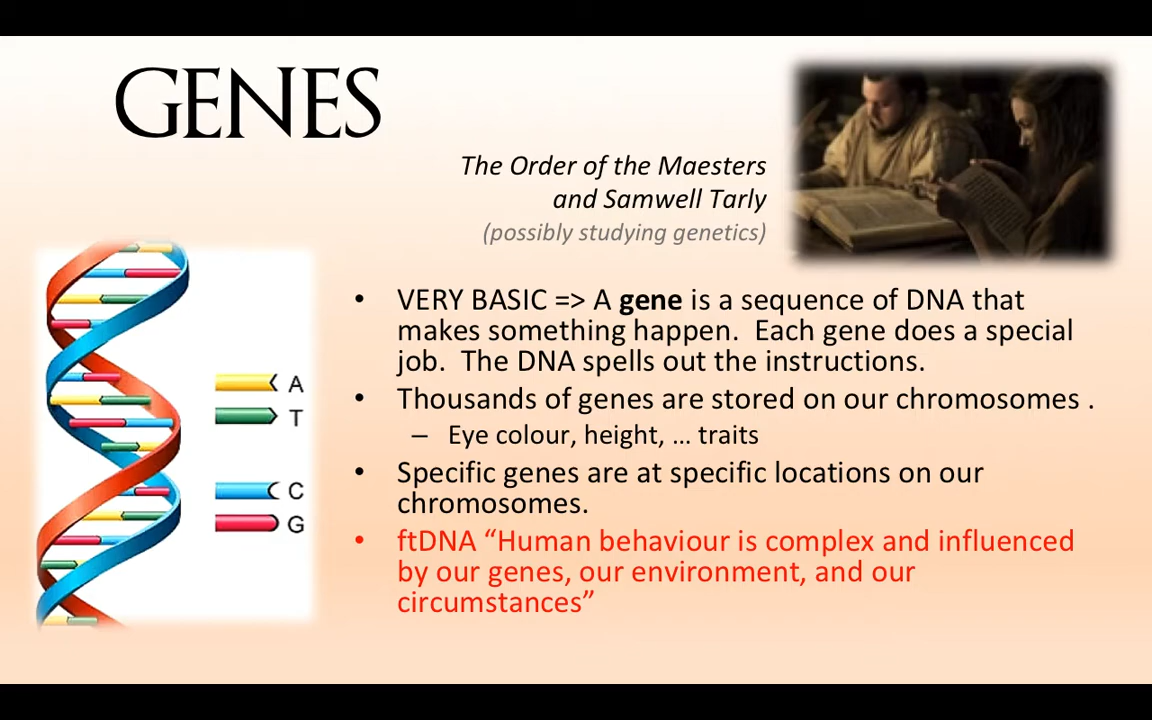 GENES
The Order of the Maesters
and Samwell Tarly
(possibly studying genetics)
A
T
C
G
• VERY BASIC => A gene is a sequence of DNA that
makes something happen.  Each gene does a special
job.  The DNA spells out the instructions.
• Thousands of genes are stored on our chromosomes .
– Eye colour, height, … traits
• Specific genes are at specific locations on our
chromosomes.
• ftDNA “Human behaviour is complex and influenced
by our genes, our environment, and our
circumstances”